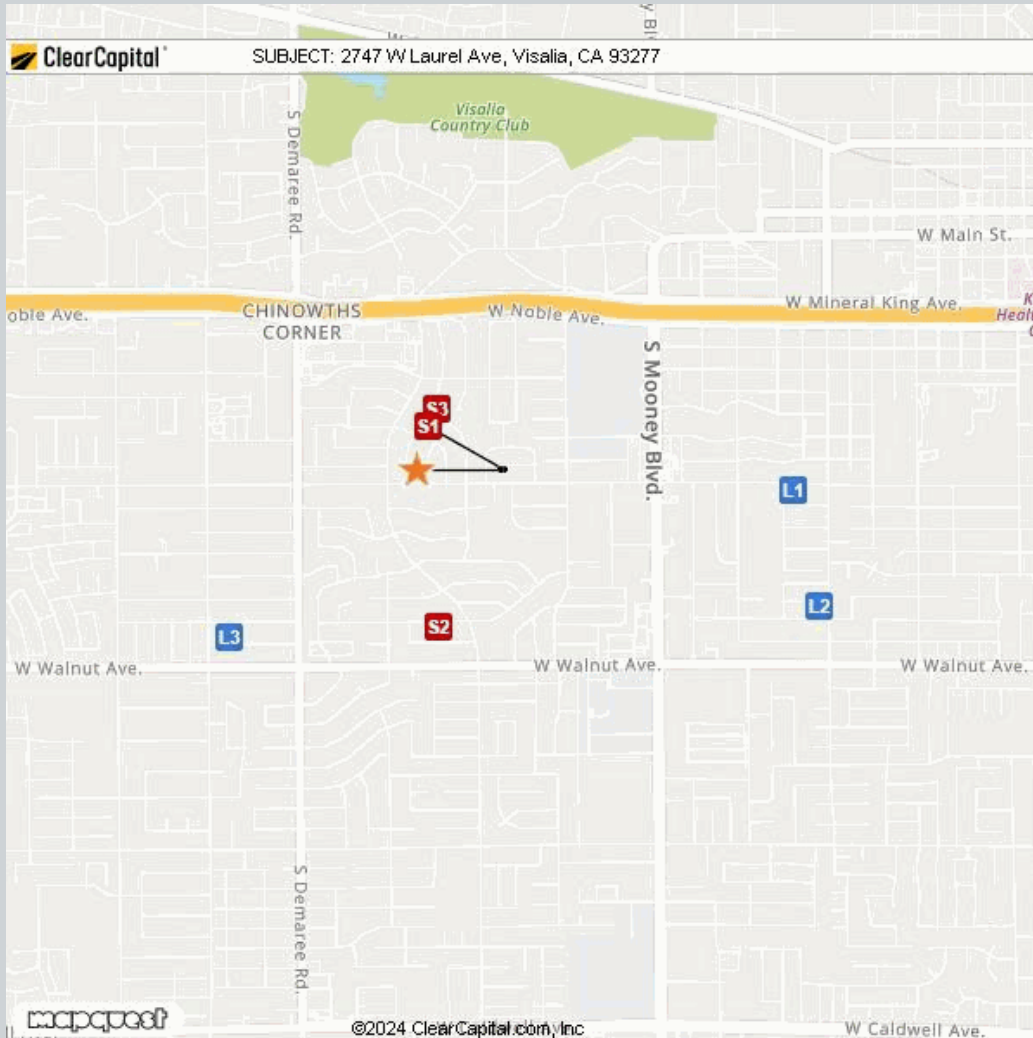 ClearCapital
SUBJECT: 2747 W Laurel Ave, Visalia, CA 93277
Visalia
Country Club
S Demaree Rd.
W Main St.
W Mineral King Ave.
oble Ave.
CHINOWTHS
CORNER
W Noble Ave.
S Mooney Blvd.
S3
S1
L1
L2
S2
L3
W Walnut Ave.
W Walnut Ave.
W Walnut Ave.
S Demaree Rd.
mapquest
©2024 ClearCapital.com, Inc
W Caldwell Ave.